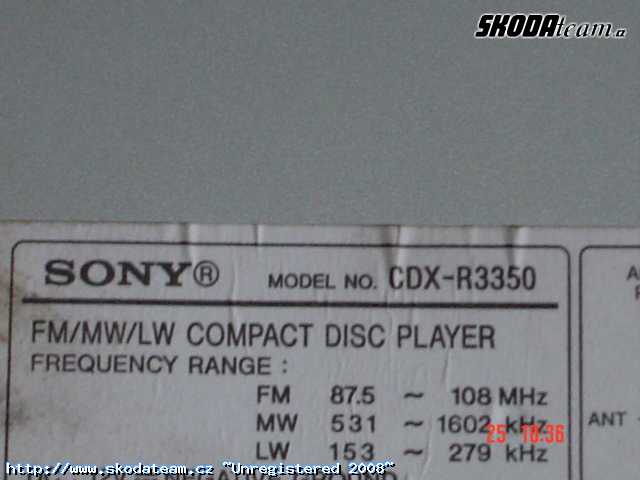 SKODAteam.cz
SONY® MODEL NO. CDX-R3350
FM/MW/LW COMPACT DISC PLAYER
FREQUENCY RANGE :
FM 87.5 ~ 108 MHz
MW 531 ~ 1602 kHz
LW 153 ~ 279 kHz
ANT
25 10:36
http://www.skodateam.cz ~Unregistered 2008~